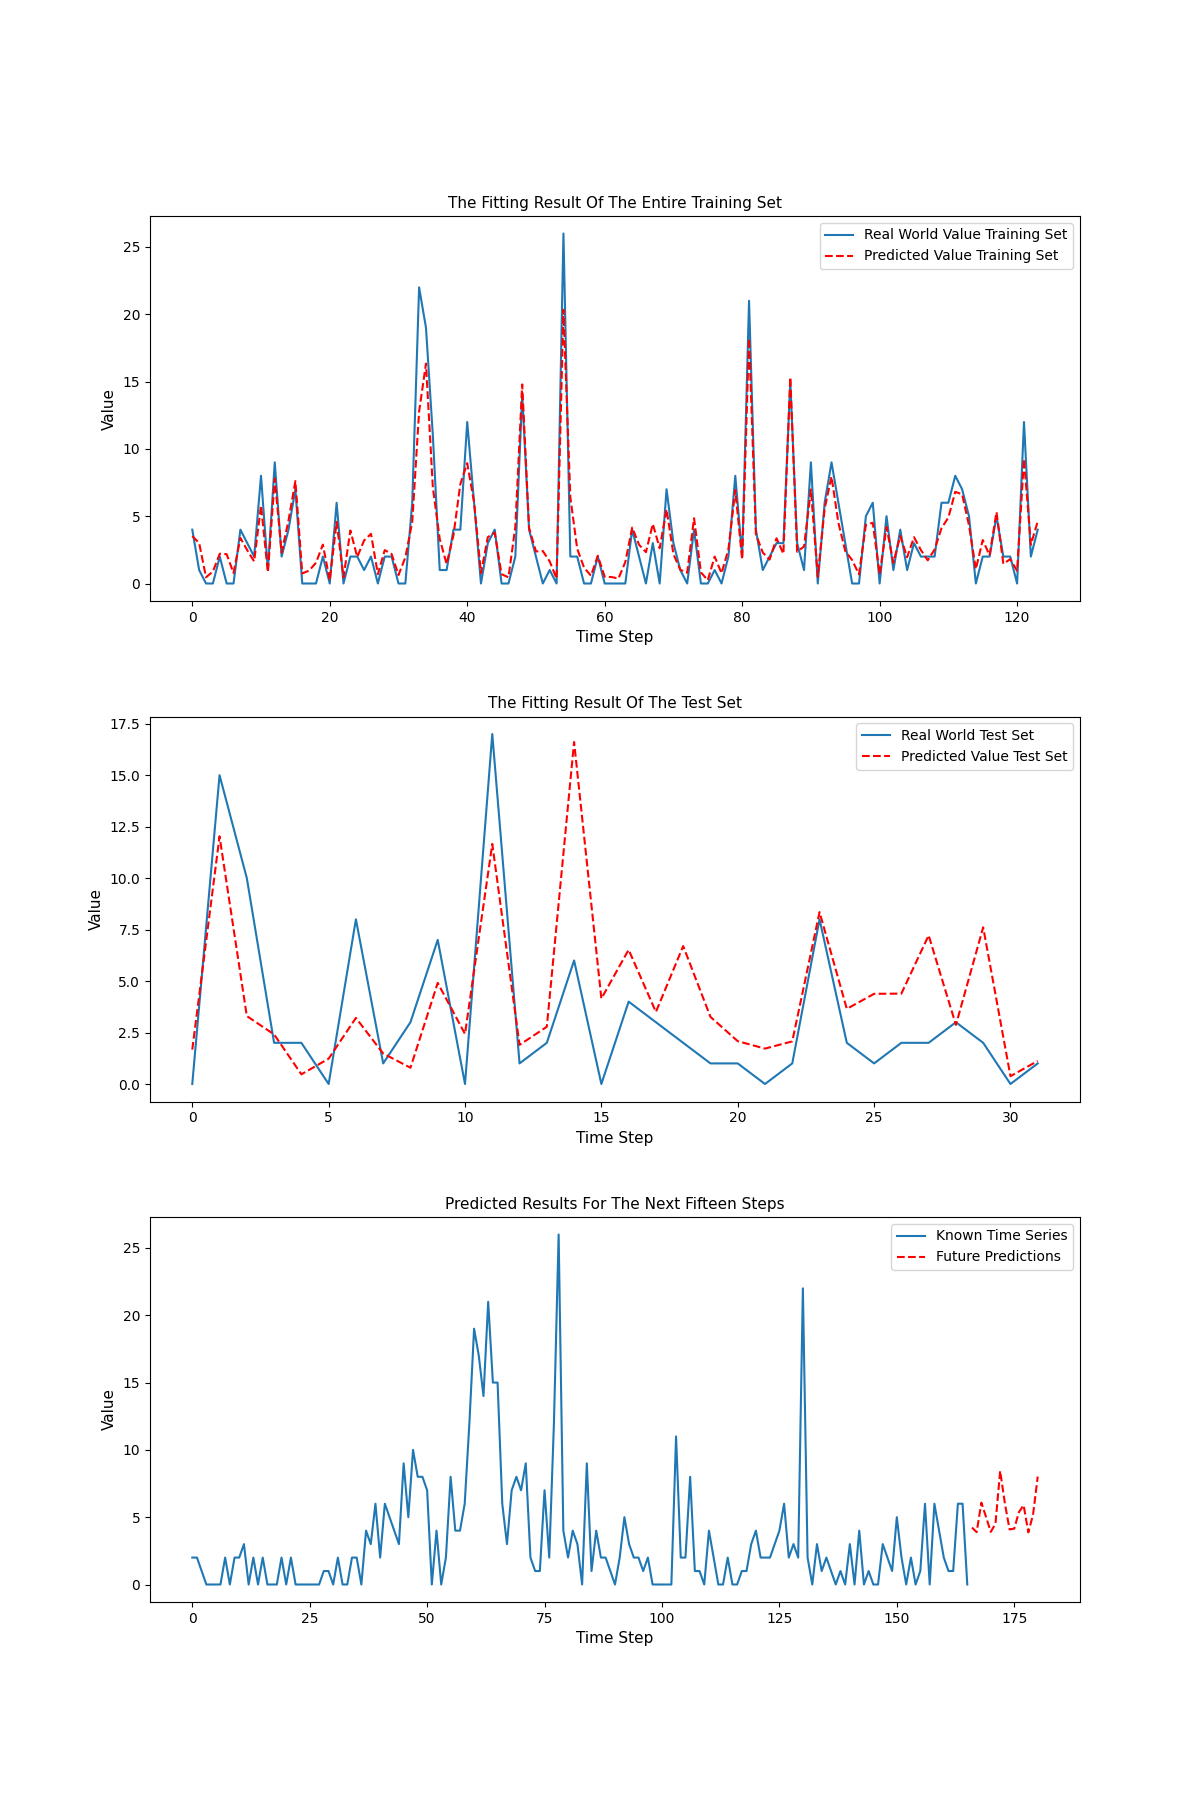 The Fitting Result Of The Entire Training Set
Real World Value Training Set
Predicted Value Training Set
25
20
15
10
5
0
Value
0 20 40 60 80 100 120
Time Step
The Fitting Result Of The Test Set
Real World Test Set
Predicted Value Test Set
17.5
15.0
12.5
10.0
7.5
5.0
2.5
0.0
Value
0 5 10 15 20 25 30
Time Step
Predicted Results For The Next Fifteen Steps
Known Time Series
Future Predictions
25
20
15
10
5
0
Value
0 25 50 75 100 125 150 175
Time Step